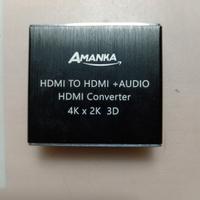 AMANKA
HDMI TO HDMI +AUDIO
HDMI Converter
4K x 2K 3D